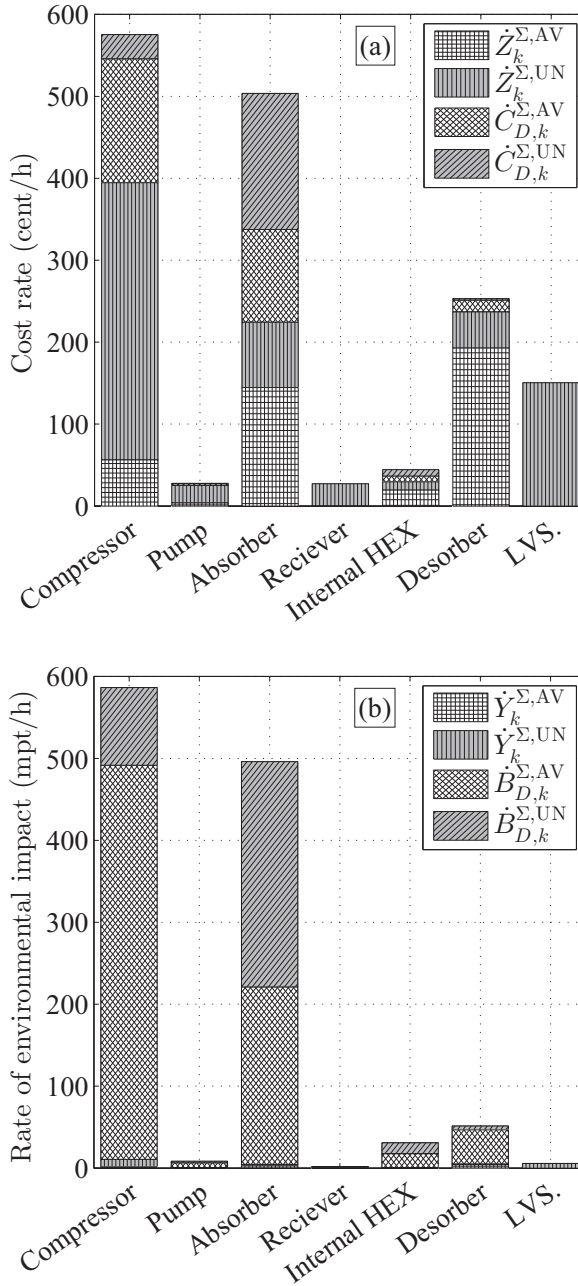 600
500
400
300
200
100
0
Cost rate (cent/h)
(a)
Ż_k^{Σ,AV}
Ż_k^{Σ,UN}
Ċ_{D,k}^{Σ,AV}
Ċ_{D,k}^{Σ,UN}
Compressor
Pump
Absorber
Reciever
Internal HEX
Desorber
LVS.
600
500
400
300
200
100
0
Rate of environmental impact (mpt/h)
(b)
Ẏ_k^{Σ,AV}
Ẏ_k^{Σ,UN}
Ḃ_{D,k}^{Σ,AV}
Ḃ_{D,k}^{Σ,UN}
Compressor
Pump
Absorber
Reciever
Internal HEX
Desorber
LVS.